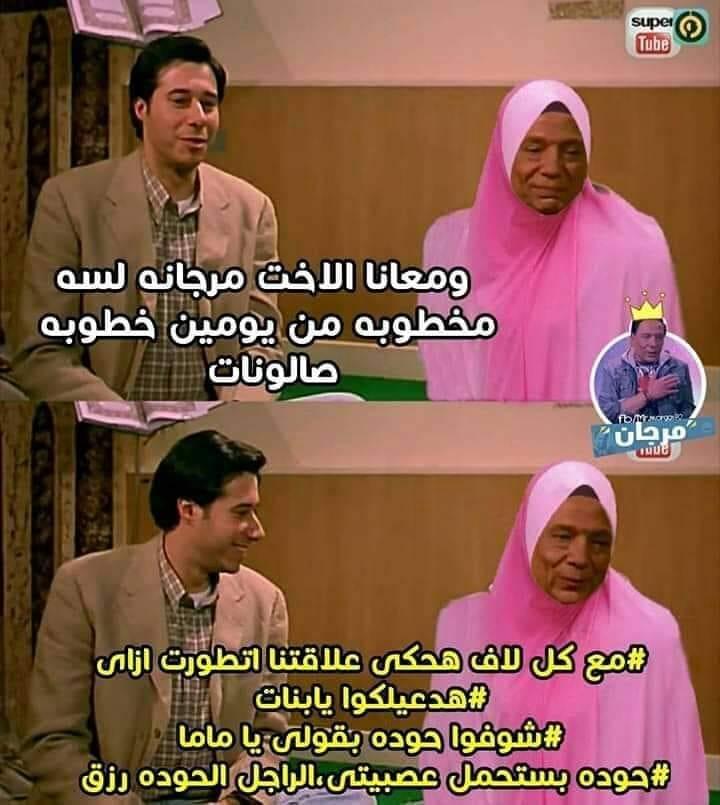 super
Tube
ومعانا الاخت مرجانه لسه
مخطوبه من يومين خطوبه
صالونات
مرجان
Tube
#مع كل لاف هحكى علاقتنا اتطورت ازاى
#هدعيلكوا يابنات
#شوفوا حوده بقولى يا ماما
#حوده بستحمل عصبيتى،الراجل الحوده رزق